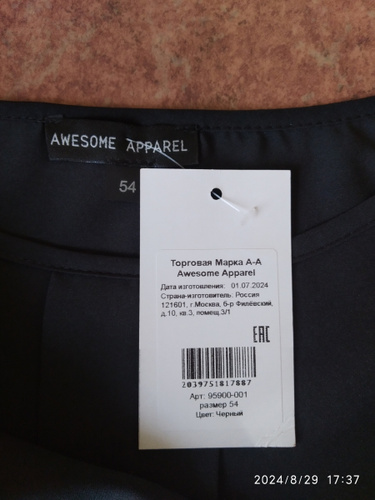 AWESOME APPAREL
54
Торговая Марка А-А
Awesome Apparel
Дата изготовления: 01.07.2024
Страна-изготовитель: Россия
121601, г.Москва, б-р Филёвский,
д.10, кв.3, помещ.3/1
ЕАС
2039751817887
Арт: 95900-001
размер 54
Цвет: Черный
2024/8/29 17:37